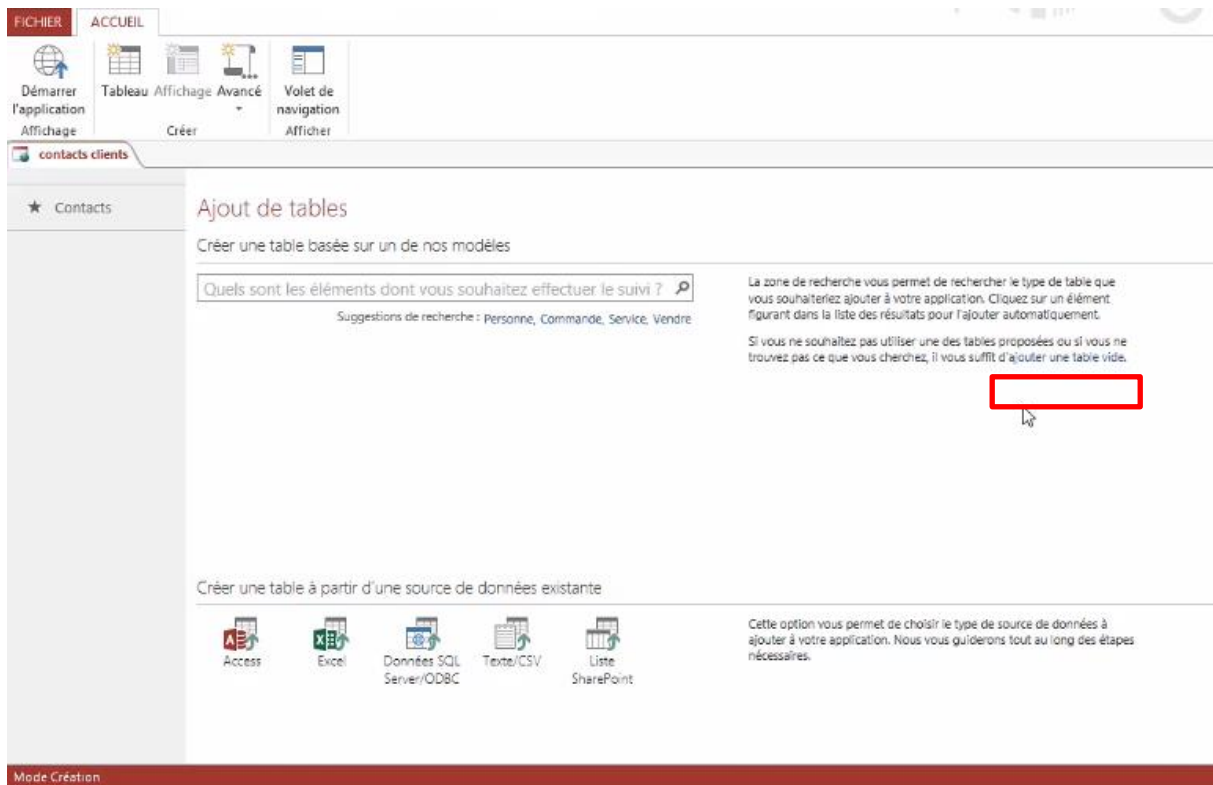 FICHIER ACCUEIL
Démarrer l'application
Tableau
Affichage
Avancé
Volet de navigation
Affichage
Créer
Afficher
contacts clients
★ Contacts
Ajout de tables
Créer une table basée sur un de nos modèles
Quels sont les éléments dont vous souhaitez effectuer le suivi ?
Suggestions de recherche : Personne, Commande, Service, Vendre
La zone de recherche vous permet de rechercher le type de table que
vous souhaiteriez ajouter à votre application. Cliquez sur un élément
figurant dans la liste des résultats pour l'ajouter automatiquement.
Si vous ne souhaitez pas utiliser une des tables proposées ou si vous ne
trouvez pas ce que vous cherchez, il vous suffit d'ajouter une table vide.
Créer une table à partir d'une source de données existante
Access
Excel
Données SQL
Server/ODBC
Texte/CSV
Liste
SharePoint
Cette option vous permet de choisir le type de source de données à
ajouter à votre application. Nous vous guiderons tout au long des étapes
nécessaires.
Mode Création